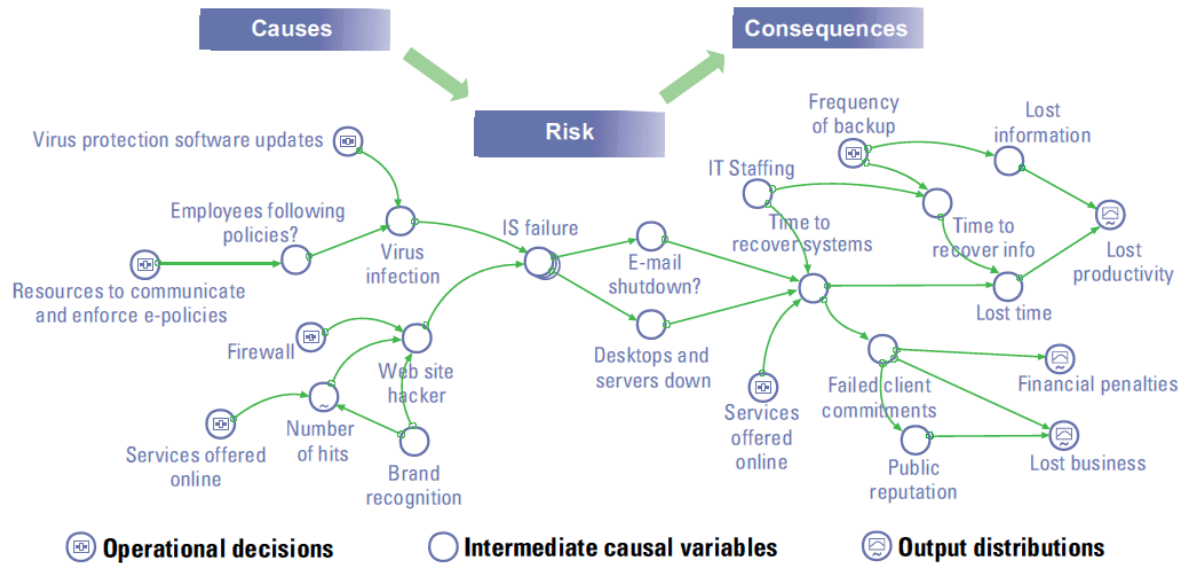 Causes
Consequences
Risk
Virus protection software updates
Employees following
policies?
Virus
infection
Resources to communicate
and enforce e-policies
Firewall
Web site
hacker
Services offered
online
Number
of hits
Brand
recognition
IS failure
E-mail
shutdown?
Desktops and
servers down
Frequency
of backup
Lost
information
IT Staffing
Time to
recover systems
Time to
recover info
Lost
productivity
Lost time
Services
offered
online
Failed client
commitments
Financial penalties
Public
reputation
Lost business
Operational decisions
Intermediate causal variables
Output distributions